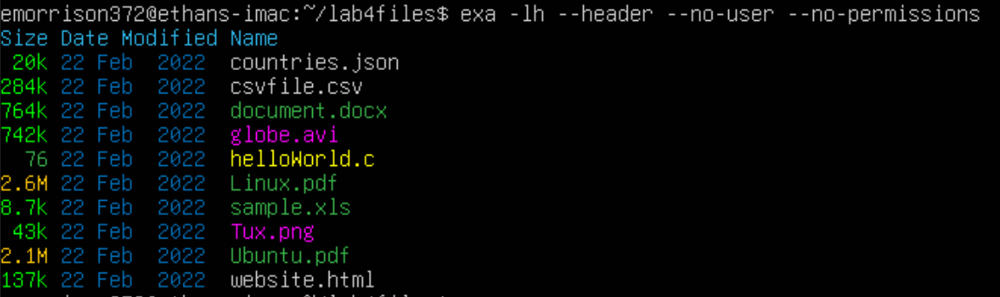 emorrison372@ethans-imac:~/lab4files$ exa -lh --header --no-user --no-permissions
Size Date Modified Name
 20k 22 Feb  2022  countries.json
284k 22 Feb  2022  csvfile.csv
764k 22 Feb  2022  document.docx
742k 22 Feb  2022  globe.avi
  76 22 Feb  2022  helloWorld.c
2.6M 22 Feb  2022  Linux.pdf
8.7k 22 Feb  2022  sample.xls
 43k 22 Feb  2022  Tux.png
2.1M 22 Feb  2022  Ubuntu.pdf
137k 22 Feb  2022  website.html